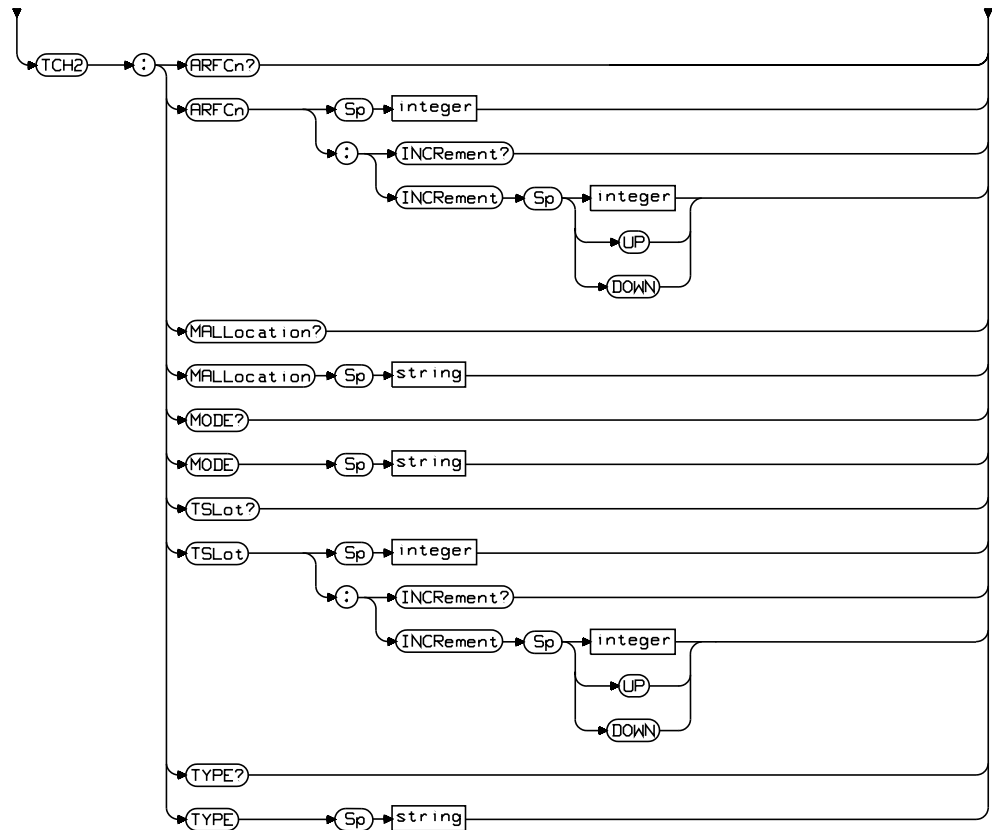 TCH2 : ARFCn?
ARFCn Sp integer
: INCRement?
INCRement Sp integer
UP
DOWN
MALLocation?
MALLocation Sp string
MODE?
MODE Sp string
TSLot?
TSLot Sp integer
: INCRement?
INCRement Sp integer
UP
DOWN
TYPE?
TYPE Sp string